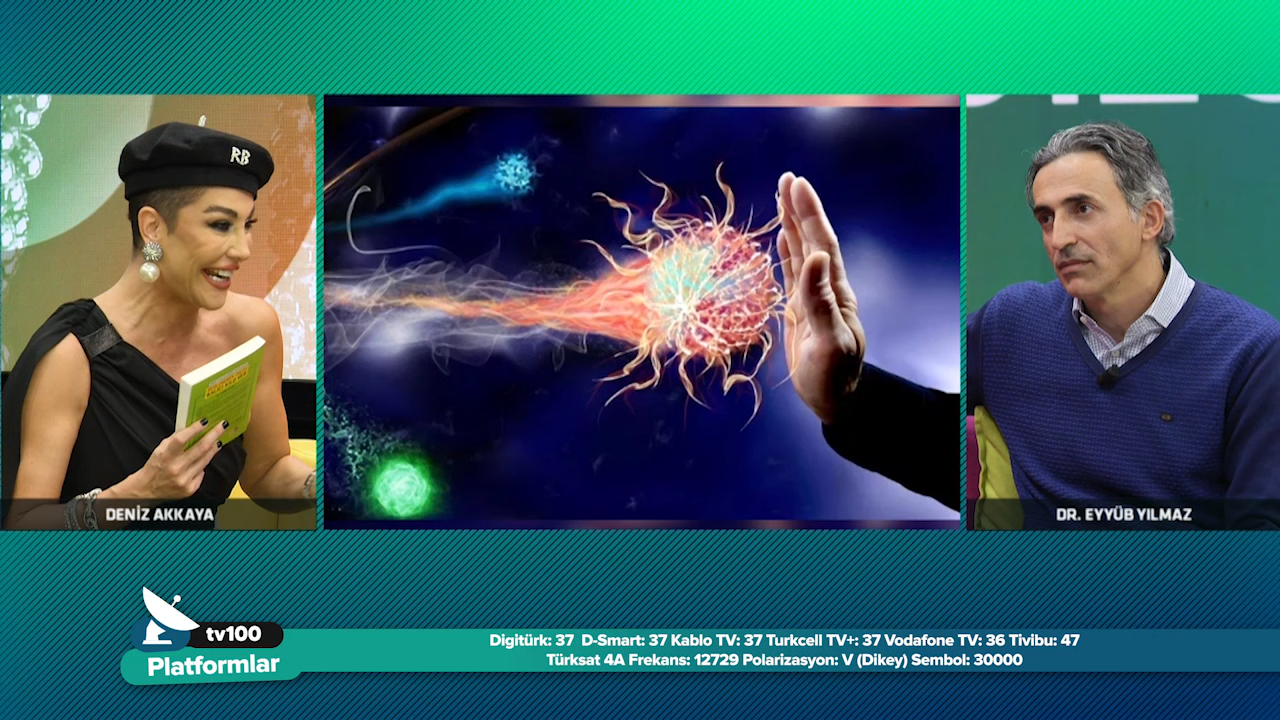 RB
DENİZ AKKAYA
DR. EYYÜB YILMAZ
tv100
Platformlar
Digitürk: 37 D-Smart: 37 Kablo TV: 37 Turkcell TV+: 37 Vodafone TV: 36 Tivibu: 47
Türksat 4A Frekans: 12729 Polarizasyon: V (Dikey) Sembol: 30000